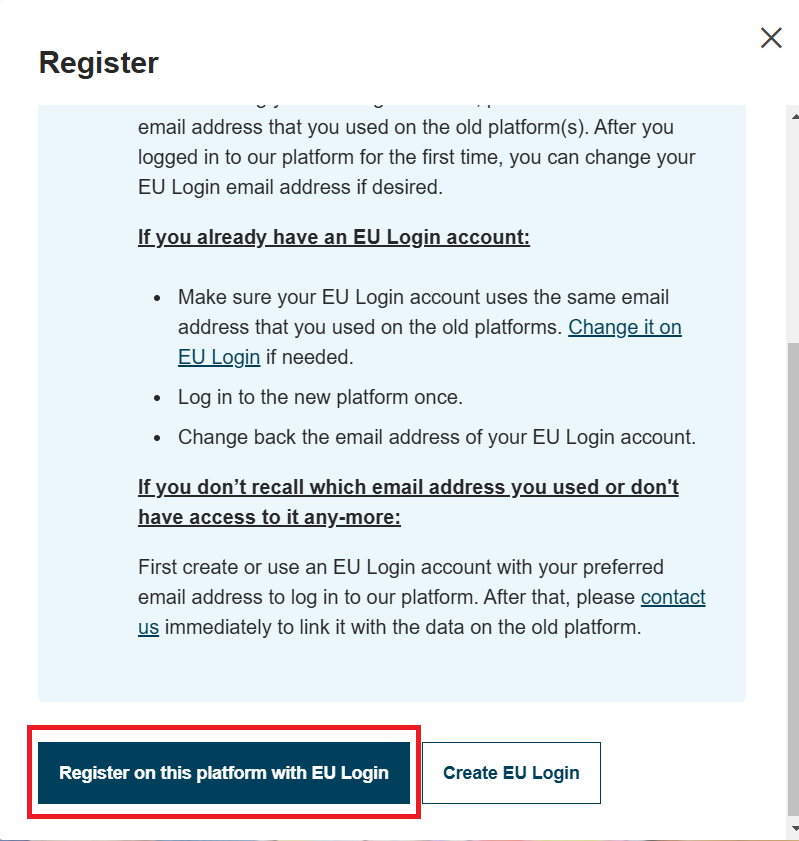 Register
email address that you used on the old platform(s). After you
logged in to our platform for the first time, you can change your
EU Login email address if desired.
If you already have an EU Login account:
Make sure your EU Login account uses the same email
address that you used on the old platforms. Change it on
EU Login if needed.
Log in to the new platform once.
Change back the email address of your EU Login account.
If you don’t recall which email address you used or don't
have access to it any-more:
First create or use an EU Login account with your preferred
email address to log in to our platform. After that, please contact
us immediately to link it with the data on the old platform.
Register on this platform with EU Login
Create EU Login